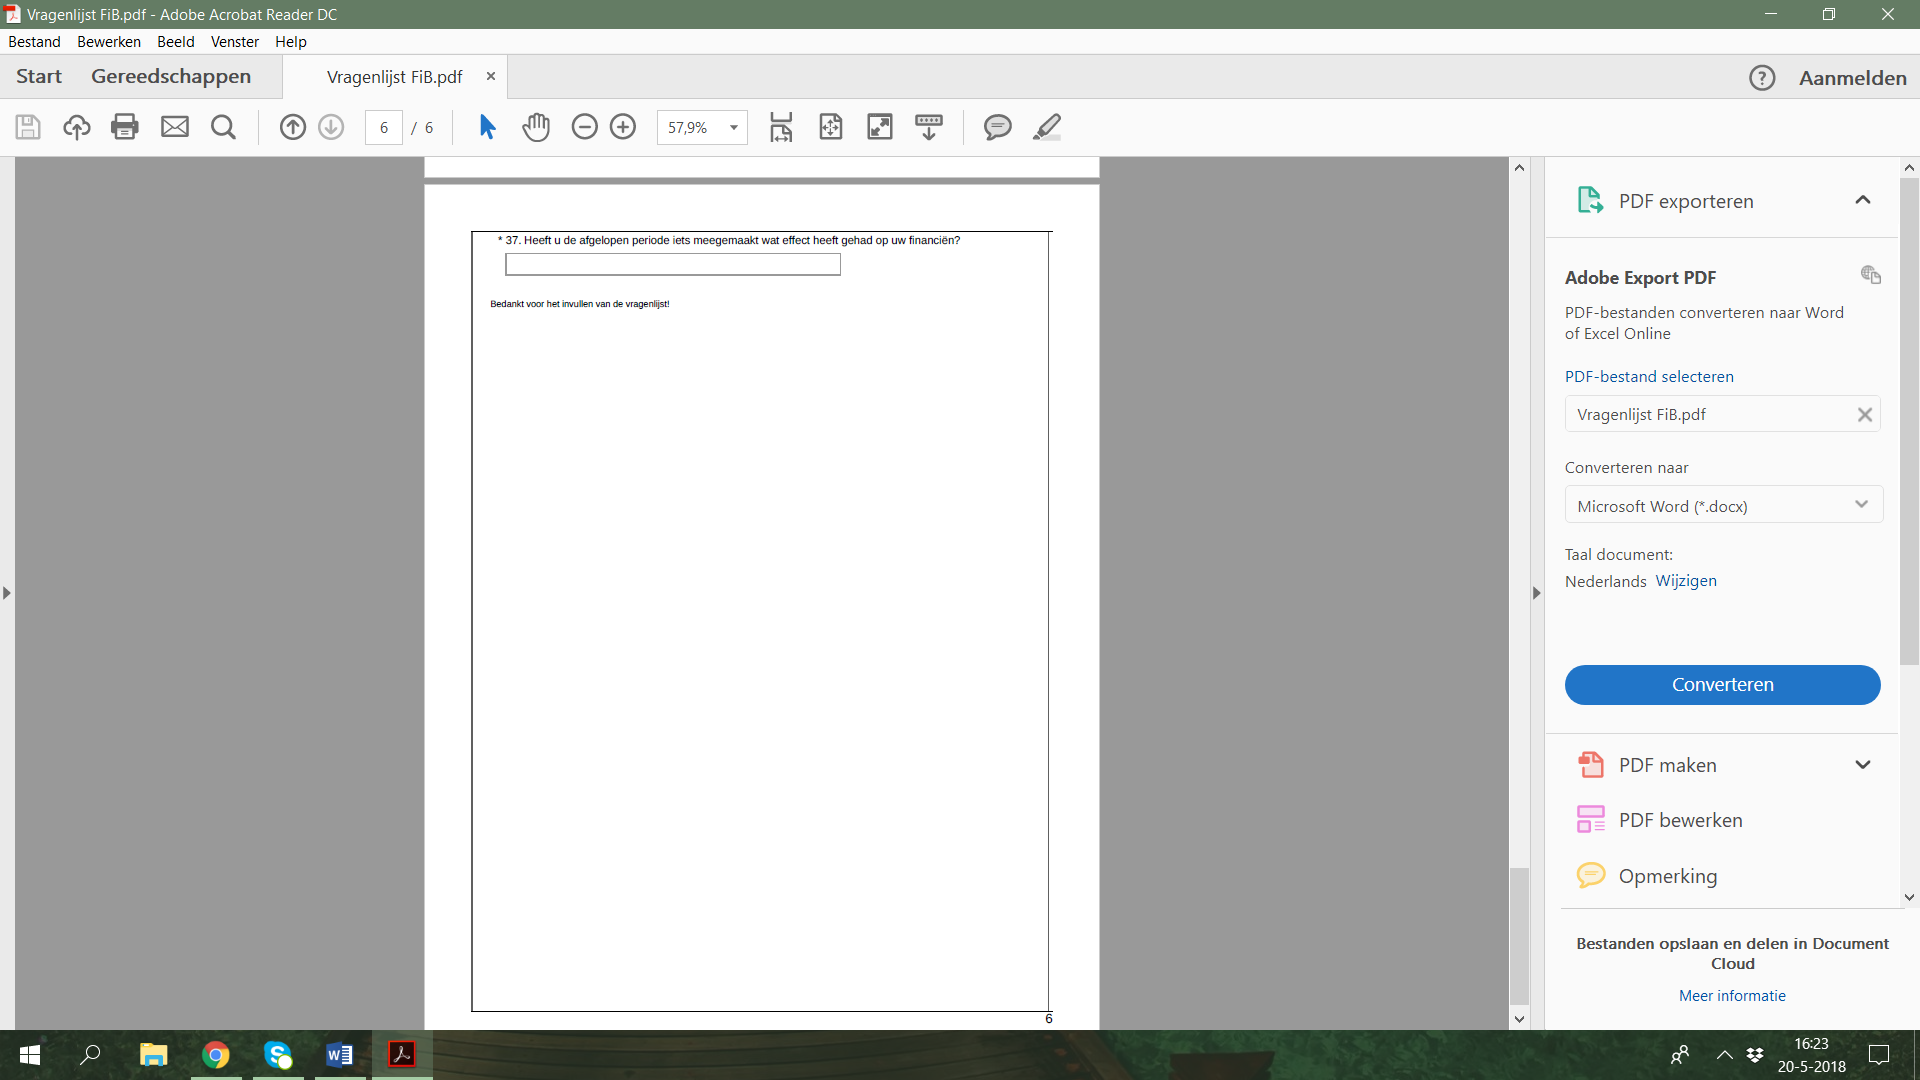 Vragenlijst FiB.pdf - Adobe Acrobat Reader DC
Bestand Bewerken Beeld Venster Help
Start Gereedschappen Vragenlijst FiB.pdf Aanmelden
6 / 6 57,9%
* 37. Heeft u de afgelopen periode iets meegemaakt wat effect heeft gehad op uw financiën?
Bedankt voor het invullen van de vragenlijst!
6
PDF exporteren
Adobe Export PDF
PDF-bestanden converteren naar Word
of Excel Online
PDF-bestand selecteren
Vragenlijst FiB.pdf
Converteren naar
Microsoft Word (*.docx)
Taal document:
Nederlands Wijzigen
Converteren
PDF maken
PDF bewerken
Opmerking
Bestanden opslaan en delen in Document
Cloud
Meer informatie
16:23
20-5-2018